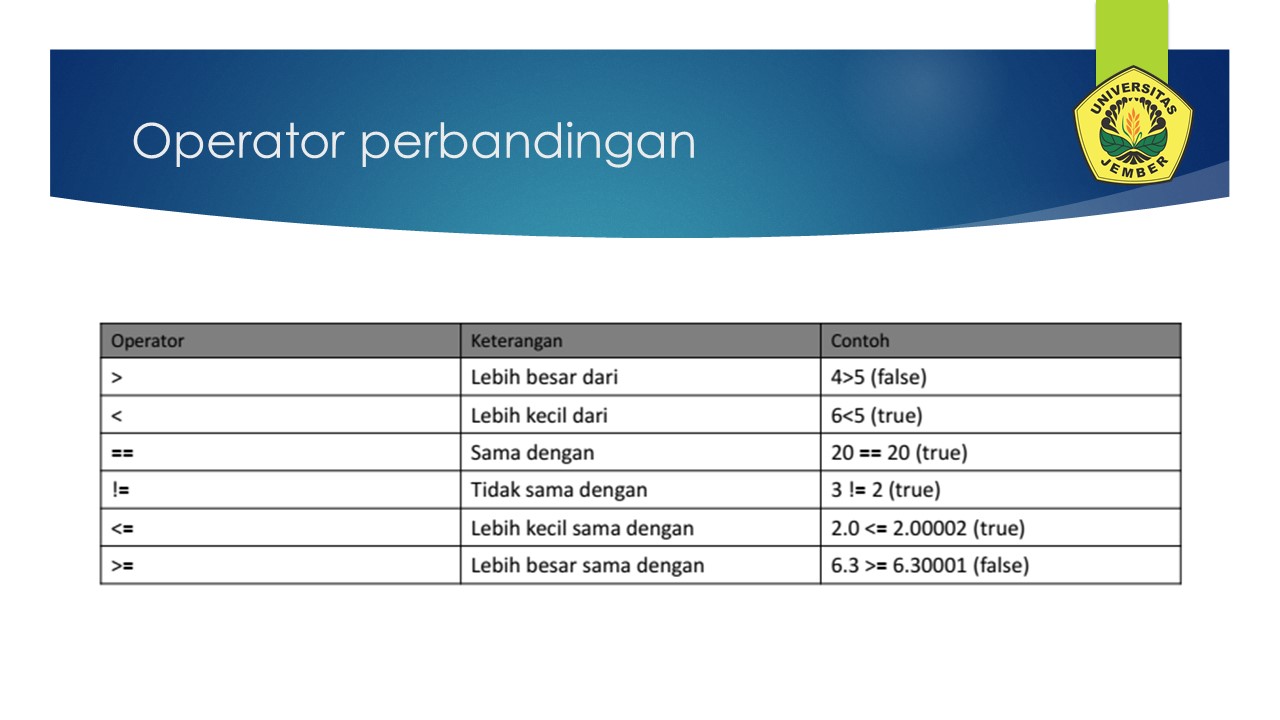 Operator perbandingan
UNIVERSITAS
JEMBER
Operator Keterangan Contoh
> Lebih besar dari 4>5 (false)
< Lebih kecil dari 6<5 (true)
== Sama dengan 20 == 20 (true)
!= Tidak sama dengan 3 != 2 (true)
<= Lebih kecil sama dengan 2.0 <= 2.00002 (true)
>= Lebih besar sama dengan 6.3 >= 6.30001 (false)